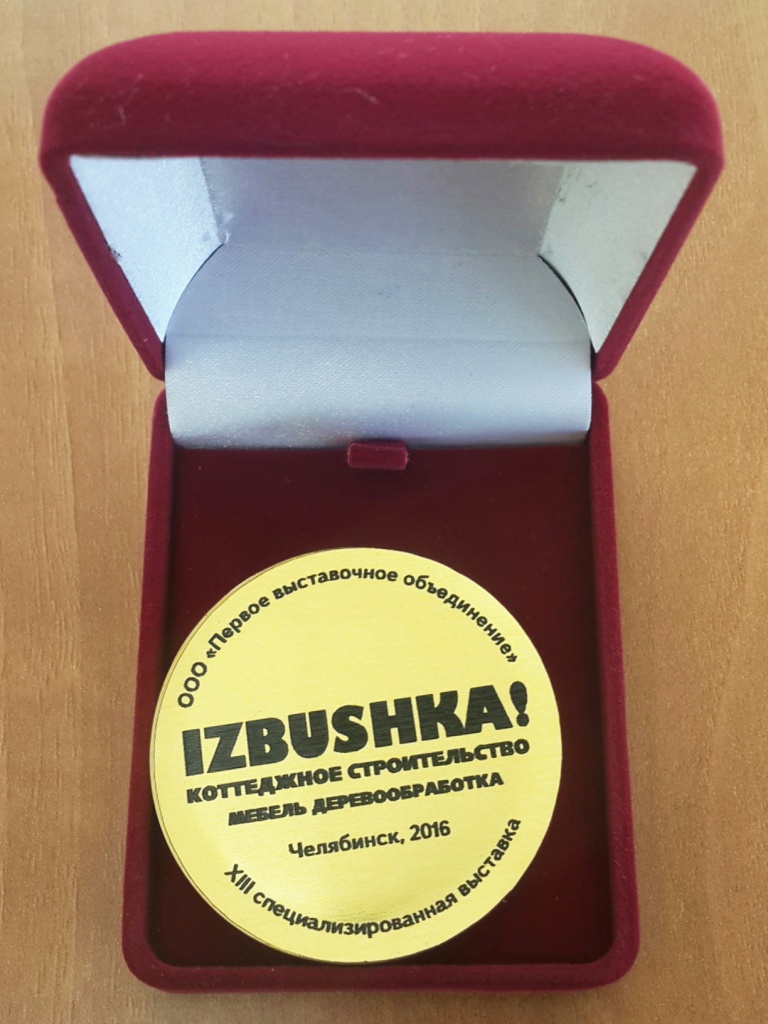 ООО «Первое выставочное объединение»
IZBUSHKA!
КОТТЕДЖНОЕ СТРОИТЕЛЬСТВО
МЕБЕЛЬ ДЕРЕВООБРАБОТКА
Челябинск, 2016
XIII специализированная выставка